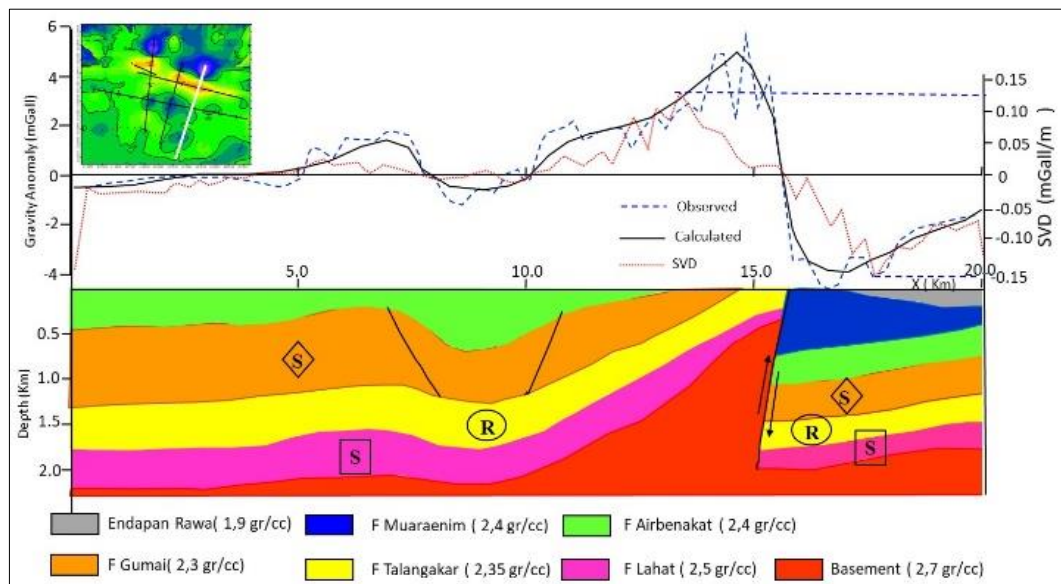 6
4
2
0
-2
-4
Gravity Anomaly (mGall)
0.15
0.10
0.05
0
-0.05
-0.10
-0.15
SVD (mGall/m)
Observed
Calculated
SVD
5.0
10.0
15.0
20.0
X ( Km)
0.5
1.0
1.5
2.0
Depth (Km)
S
S
R
R
S
S
Endapan Rawa( 1,9 gr/cc)
F Muaraenim ( 2,4 gr/cc)
F Airbenakat ( 2,4 gr/cc)
F Gumai( 2,3 gr/cc)
F Talangakar ( 2,35 gr/cc)
F Lahat ( 2,5 gr/cc)
Basement ( 2,7 gr/cc)